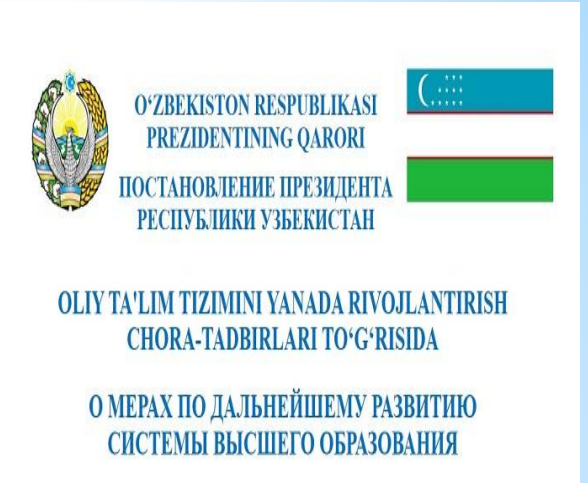 O‘ZBEKISTON RESPUBLIKASI
PREZIDENTINING QARORI
ПОСТАНОВЛЕНИЕ ПРЕЗИДЕНТА
РЕСПУБЛИКИ УЗБЕКИСТАН
OLIY TA'LIM TIZIMINI YANADA RIVOJLANTIRISH
CHORA-TADBIRLARI TO‘G‘RISIDA
О МЕРАХ ПО ДАЛЬНЕЙШЕМУ РАЗВИТИЮ
СИСТЕМЫ ВЫСШЕГО ОБРАЗОВАНИЯ